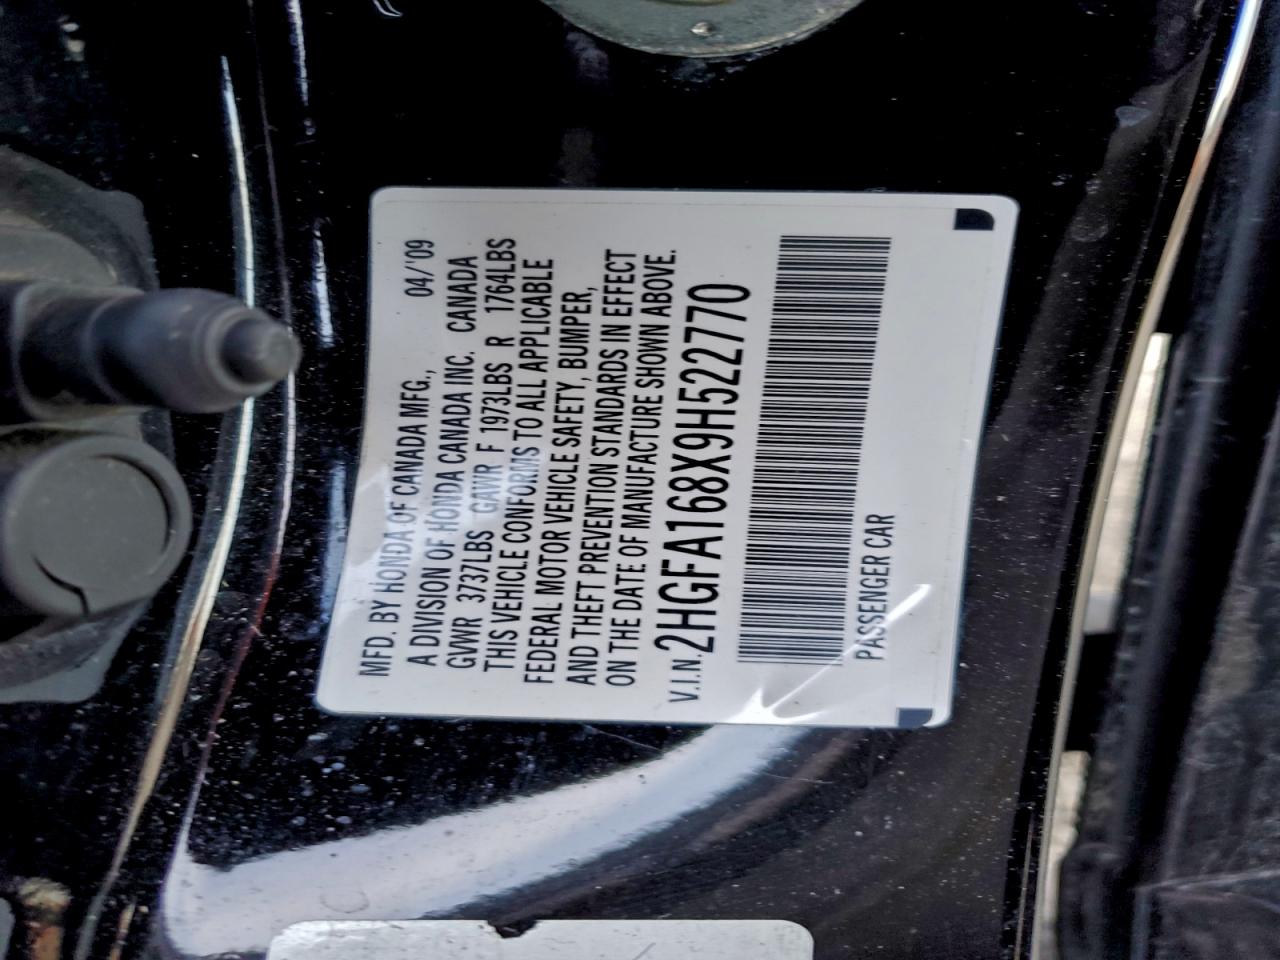 MFD. BY HONDA OF CANADA MFG., 04/'09
A DIVISION OF HONDA CANADA INC. CANADA
GVWR 3737LBS GAWR F 1973LBS R 1764LBS
THIS VEHICLE CONFORMS TO ALL APPLICABLE
FEDERAL MOTOR VEHICLE SAFETY, BUMPER,
AND THEFT PREVENTION STANDARDS IN EFFECT
ON THE DATE OF MANUFACTURE SHOWN ABOVE.
V.I.N.2HGFA168X9H522770
PASSENGER CAR